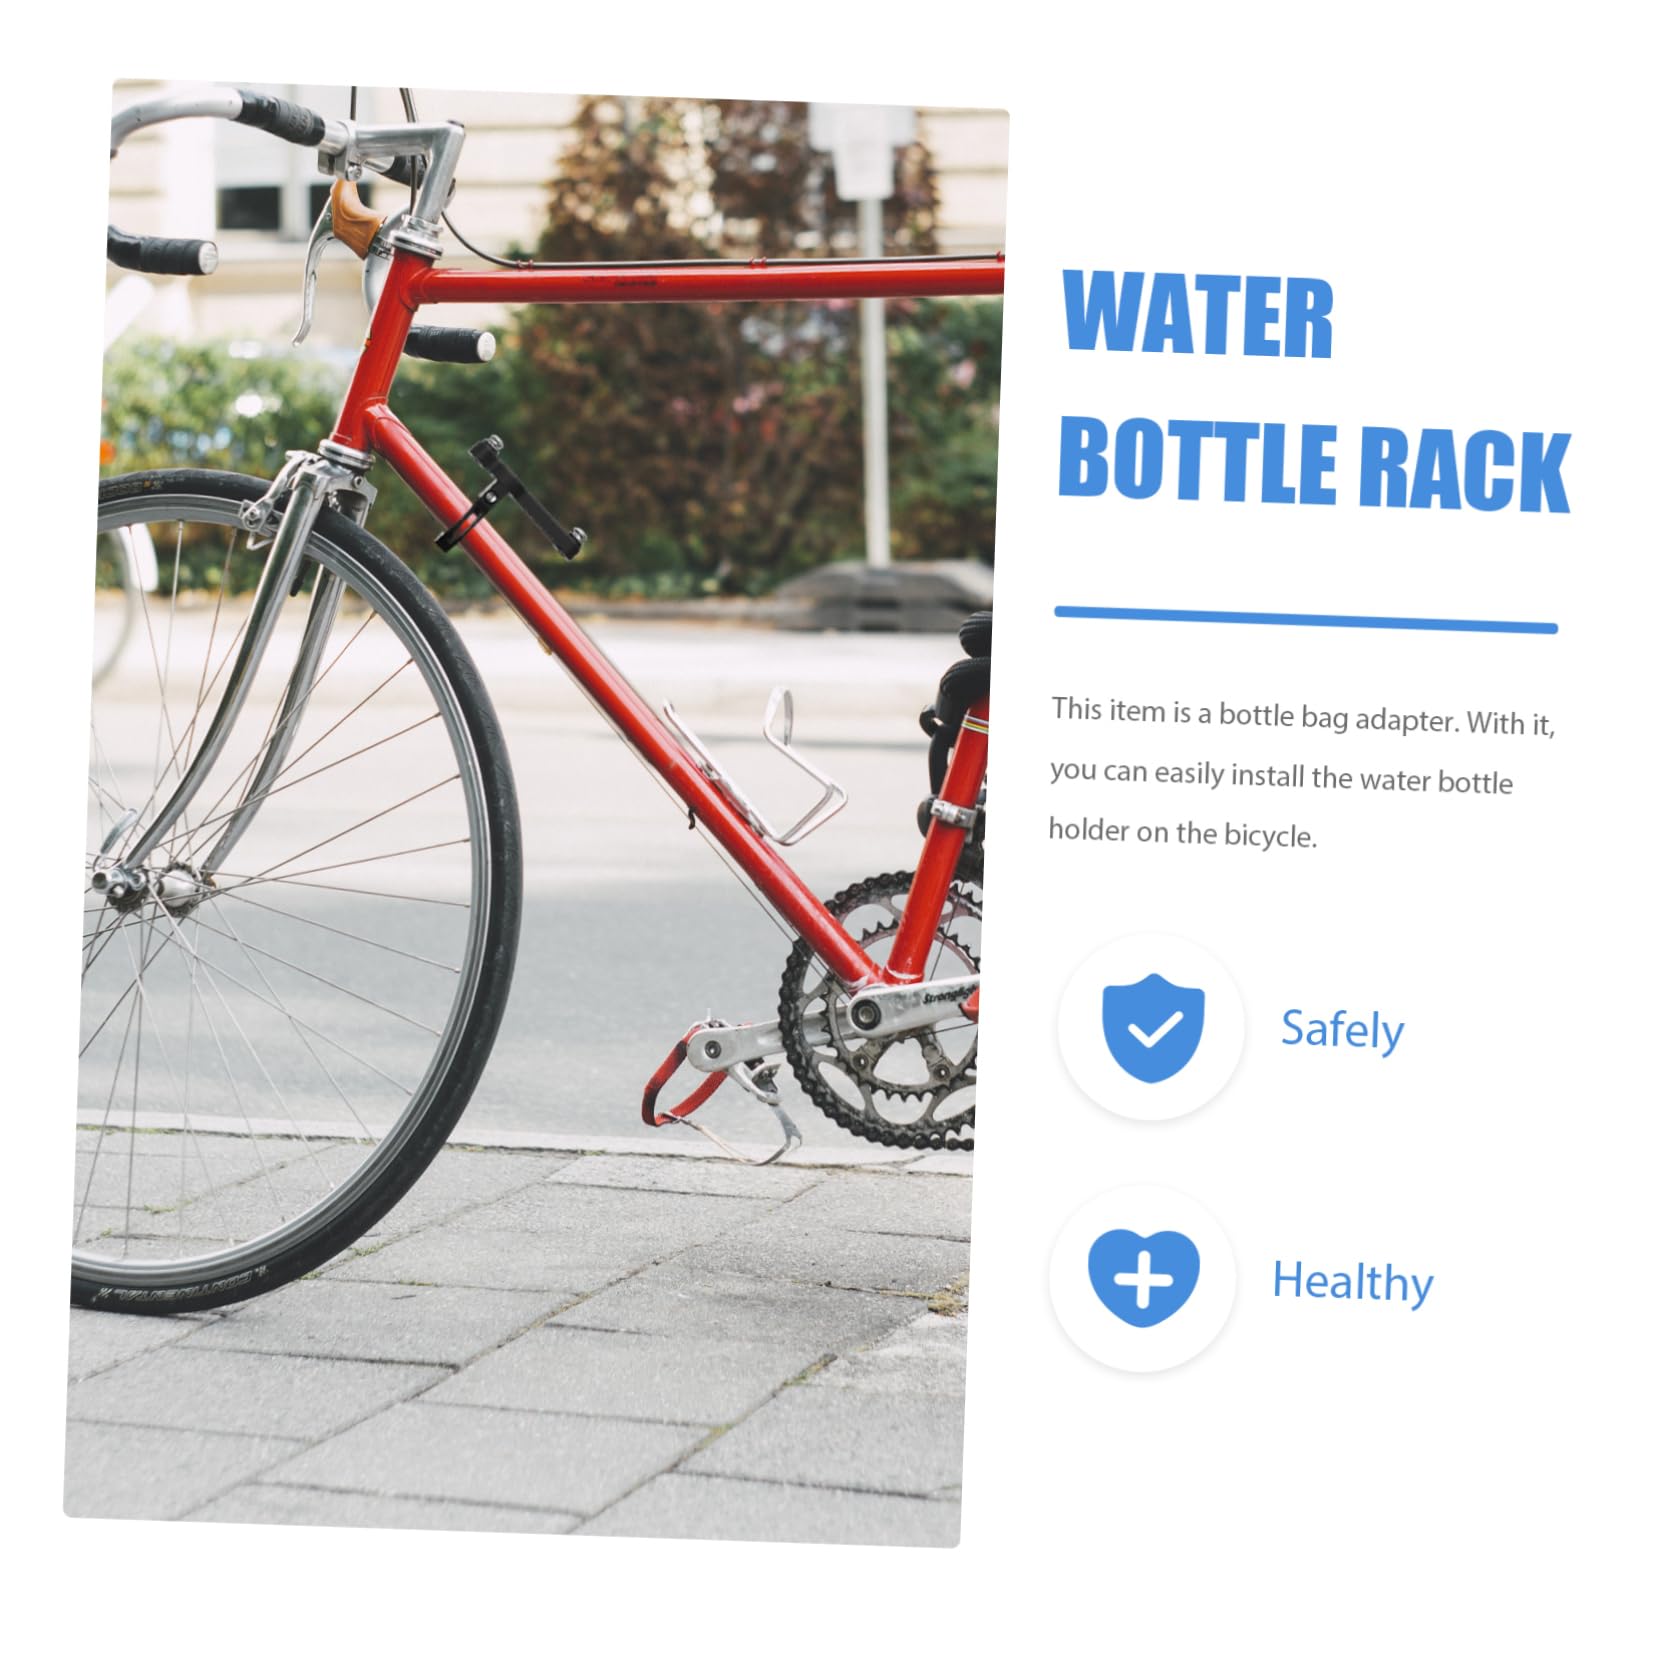 WATER
BOTTLE RACK
This item is a bottle bag adapter. With it,
you can easily install the water bottle
holder on the bicycle.
Safely
Healthy
CONTINENTAL